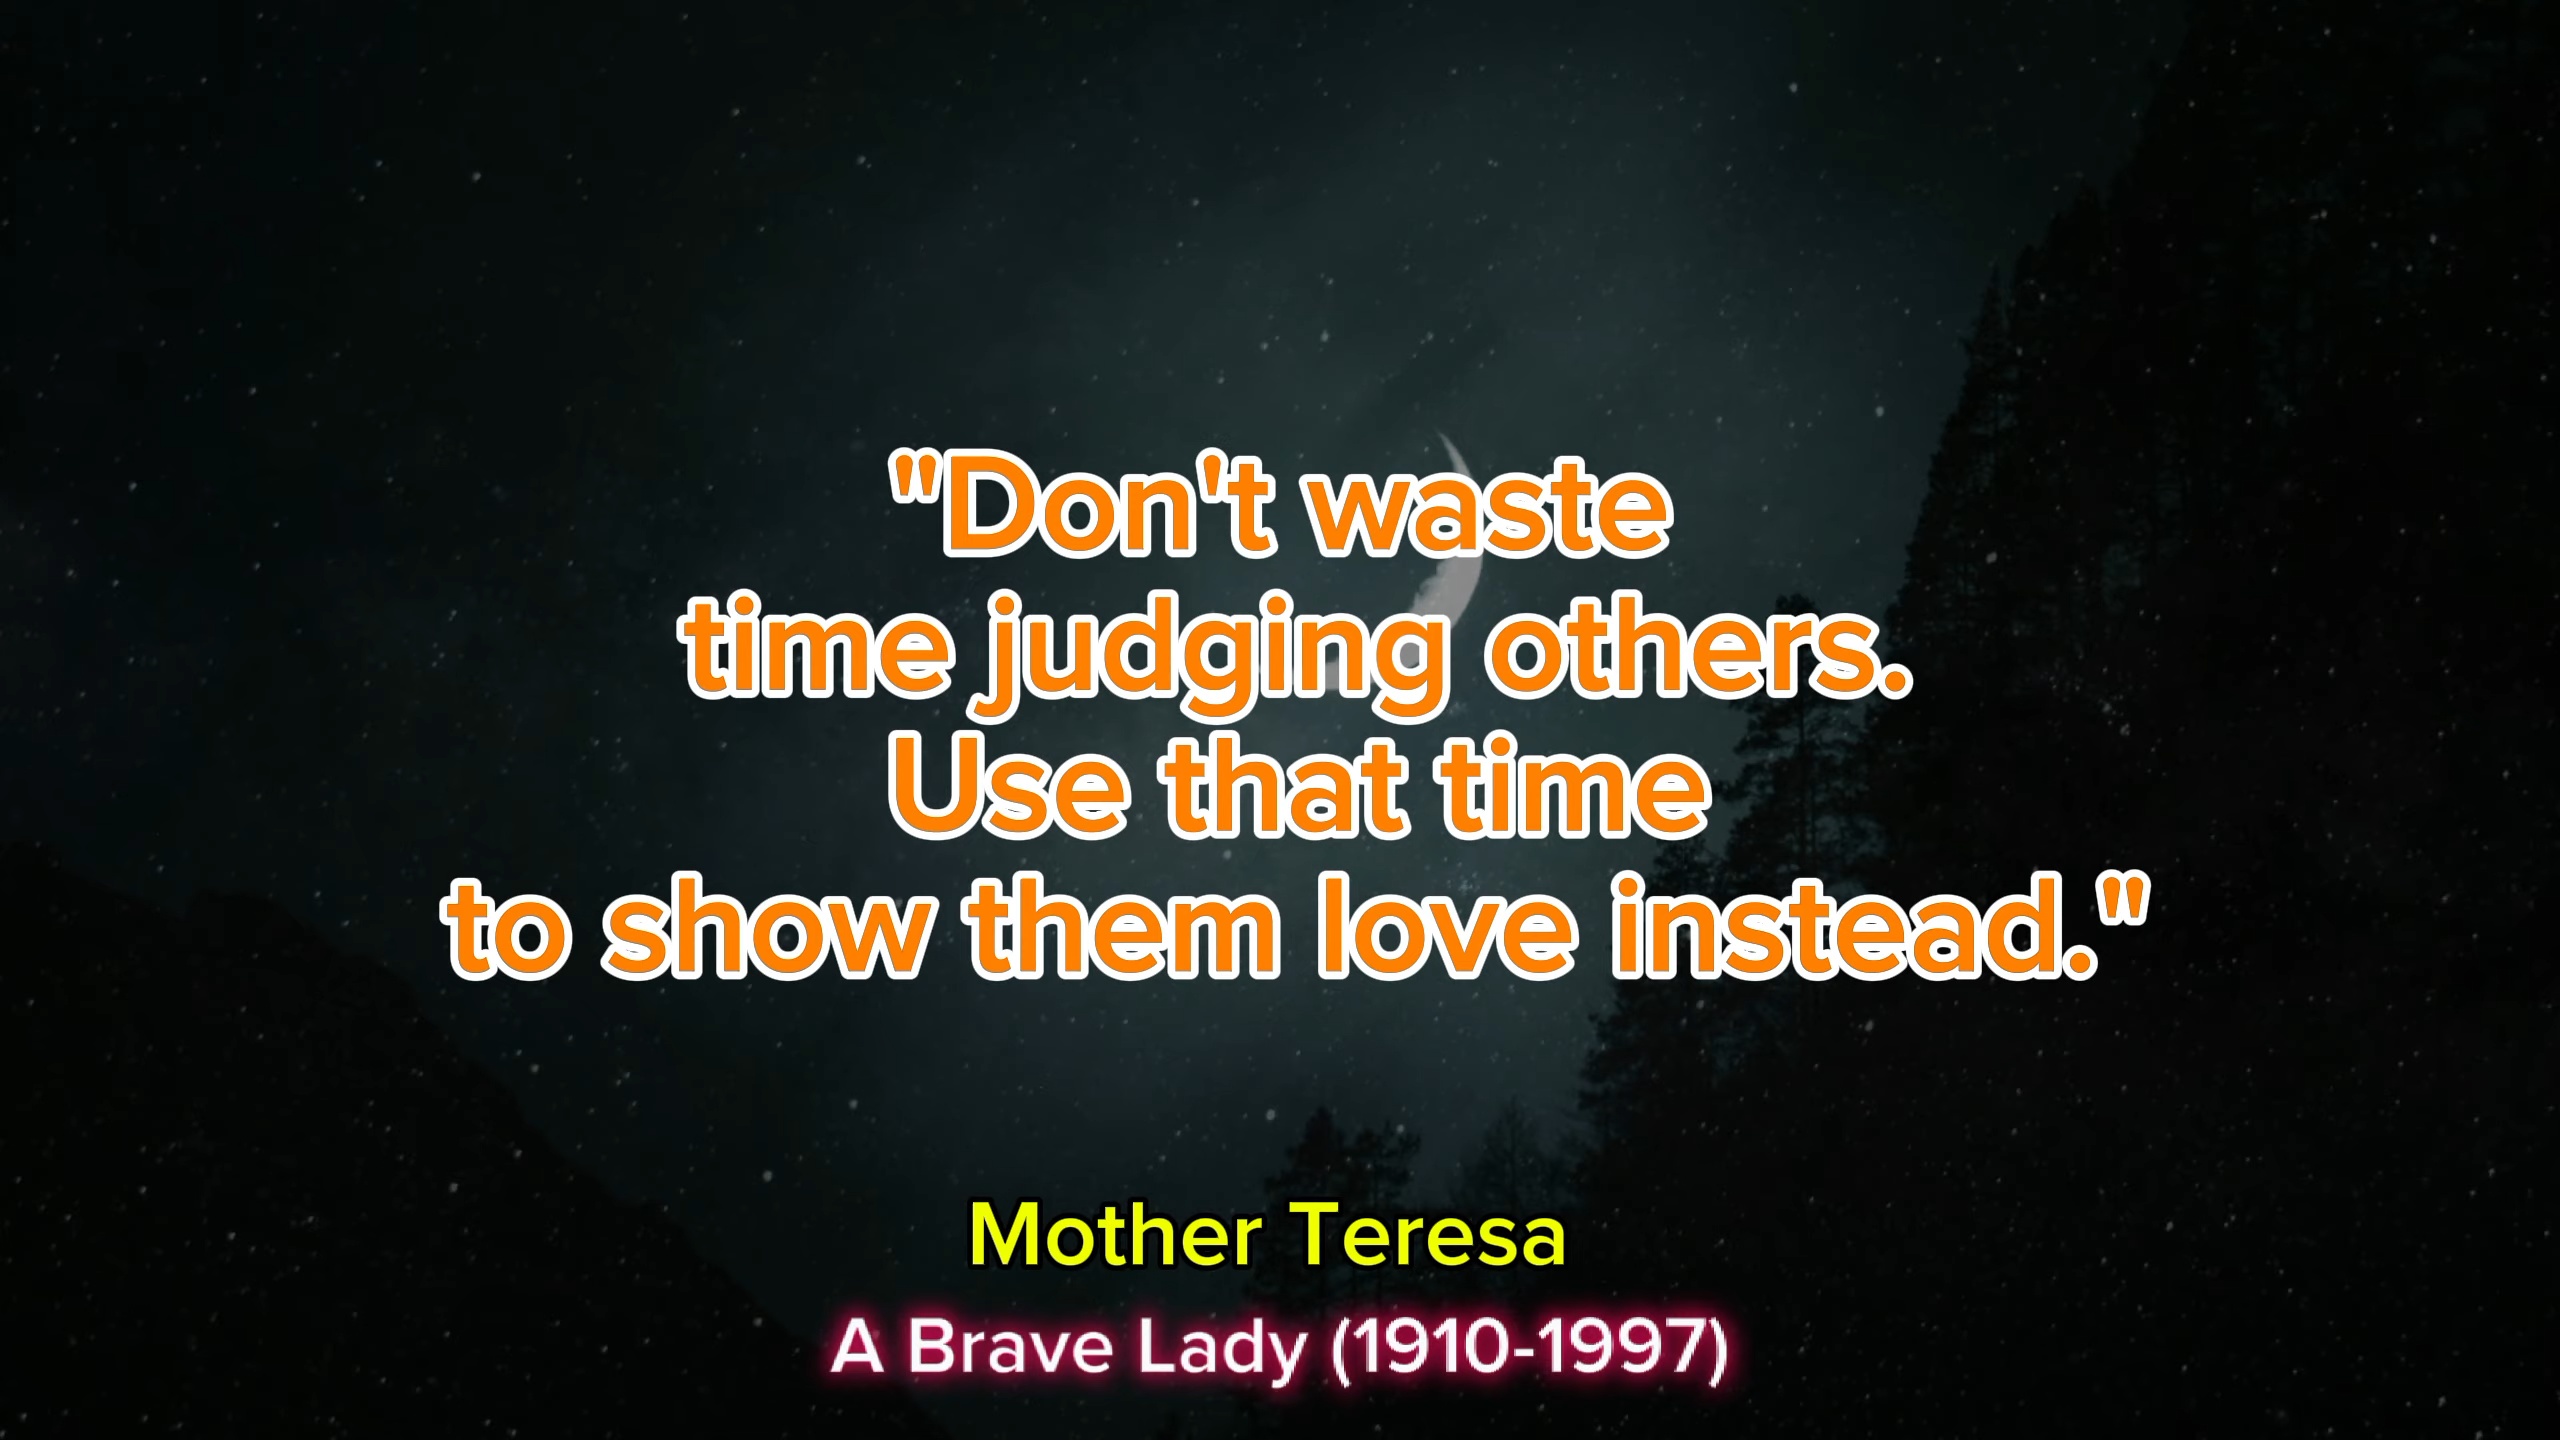 "Don't waste
time judging others.
Use that time
to show them love instead."
Mother Teresa
A Brave Lady (1910-1997)